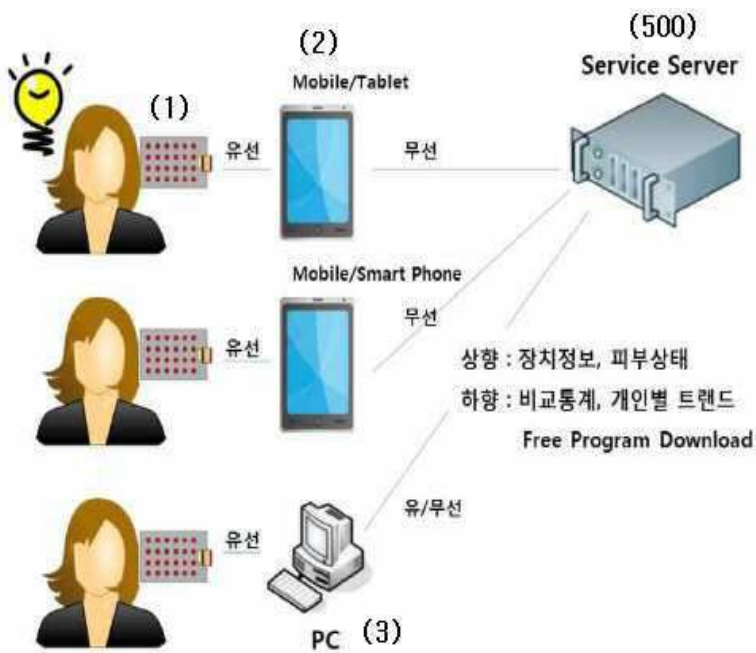 (500)
Service Server
(2)
Mobile/Tablet
(1)
유선
무선
Mobile/Smart Phone
유선
무선
상향 : 장치정보, 피부상태
하향 : 비교통계, 개인별 트랜드
Free Program Download
유선
유/무선
PC (3)